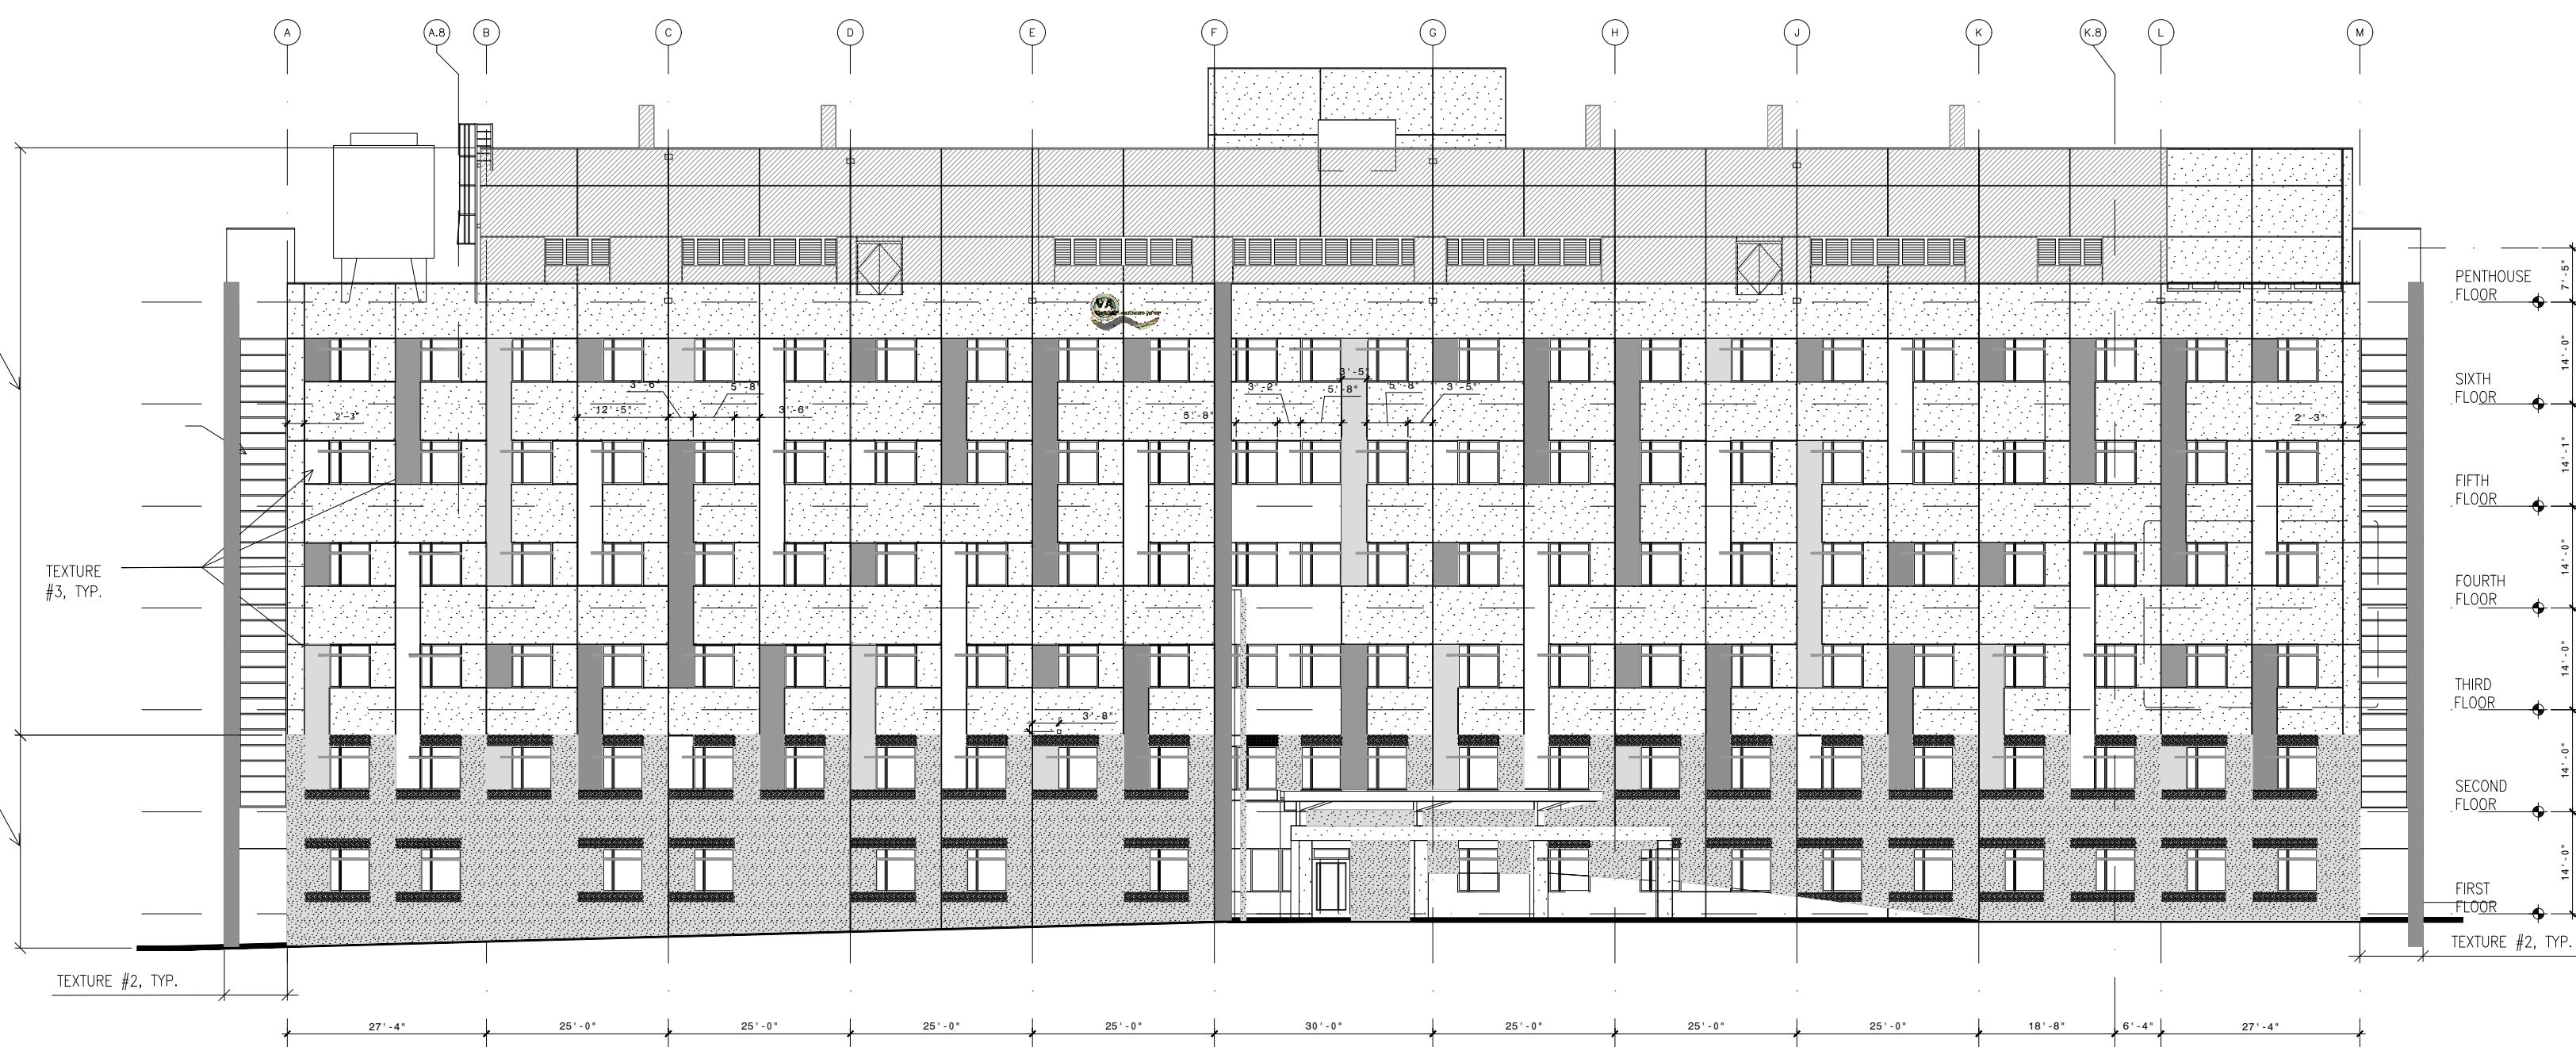 A
A.8
B
C
D
E
F
G
H
J
K
K.8
L
M
VA
7'-5"
PENTHOUSE
FLOOR
14'-0"
3'-6"
5'-8"
12'-5"
3'-6"
2'-3"
3'-5"
3'-2"
5'-8"
5'-8"
3'-5"
5'-8"
2'-3"
SIXTH
FLOOR
14'-1"
FIFTH
FLOOR
14'-0"
TEXTURE
#3, TYP.
FOURTH
FLOOR
14'-0"
THIRD
FLOOR
3'-8"
14'-0"
SECOND
FLOOR
14'-0"
FIRST
FLOOR
TEXTURE #2, TYP.
TEXTURE #2, TYP.
27'-4"
25'-0"
25'-0"
25'-0"
25'-0"
30'-0"
25'-0"
25'-0"
25'-0"
18'-8"
6'-4"
27'-4"